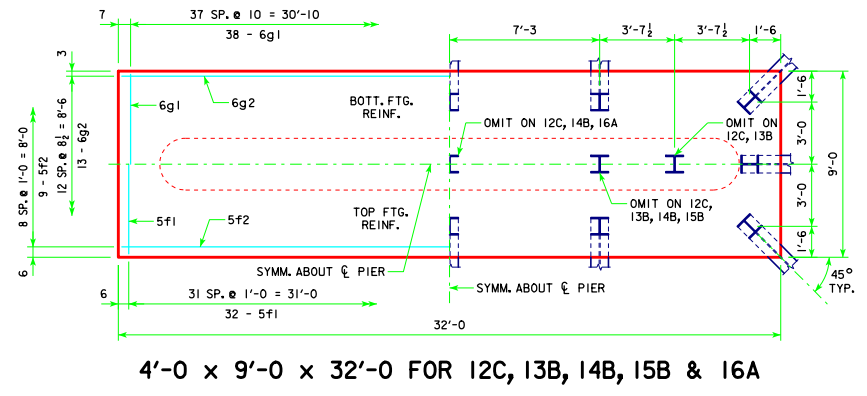 7
37 SP. @ 10 = 30'-10
38 - 6g1
7'-3
3'-7½
3'-7½
1'-6
3
6g1
6g2
BOTT. FTG.
REINF.
OMIT ON 12C, 14B, 16A
OMIT ON
12C, 13B
1'-6
3'-0
9'-0
3'-0
1'-6
8 SP. @ 1'-0 = 8'-0
9 - 5f2
12 SP. @ 8½ = 8'-6
13 - 6g2
5f1
5f2
TOP FTG.
REINF.
OMIT ON 12C,
13B, 14B, 15B
6
SYMM. ABOUT ℄ PIER
SYMM. ABOUT ℄ PIER
45°
TYP.
6
31 SP. @ 1'-0 = 31'-0
32 - 5f1
32'-0
4'-0 x 9'-0 x 32'-0 FOR 12C, 13B, 14B, 15B & 16A